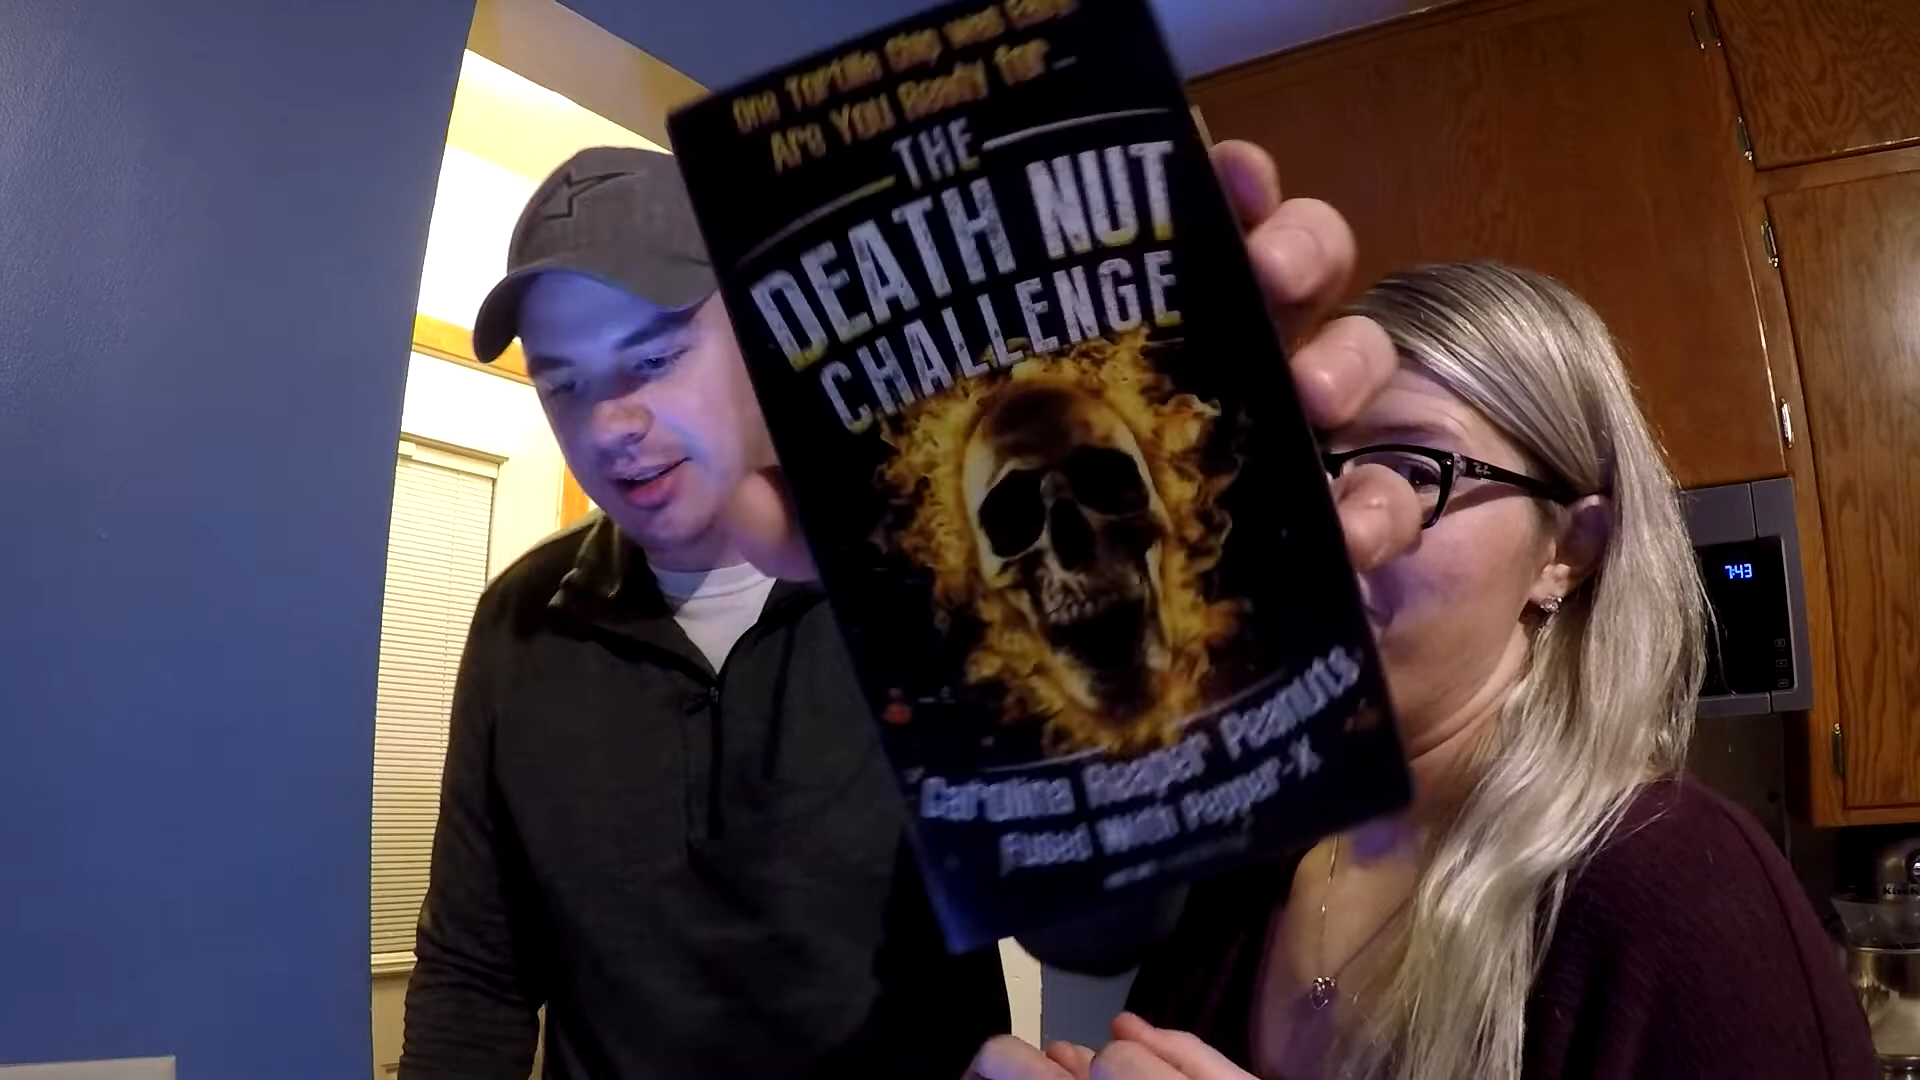 One Tortilla Chip was Easy,
Are You Ready for...
THE
DEATH NUT
CHALLENGE
Carolina Reaper Peanuts
Fused With Pepper-X
7:43